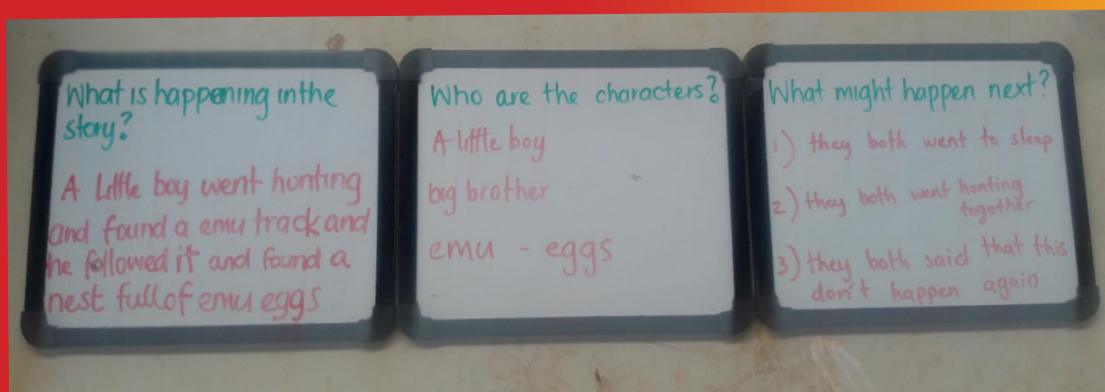 What is happening in the
story?
A Little boy went honting
and found a emu track and
he followed it and found a
nest full of emu eggs
Who are the characters?
A little boy
big brother
emu - eggs
What might happen next?
1) they both went to sleep
2) they both went honting
together
3) they both said that this
don't happen again